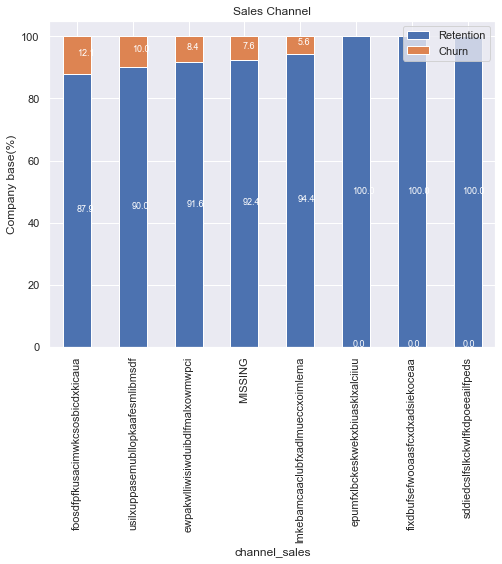 Sales Channel
Retention
Churn
Company base(%)
100
80
60
40
20
0
12.1
10.0
8.4
7.6
5.6
87.9
90.0
91.6
92.4
94.4
100.0
100.0
100.0
0.0
0.0
0.0
foosdfpfkusacimwkcsosbicdxkicaua
usilxuppasemubllopkaafesmlibmsdf
ewpakwlliwisiwduibdlfmalxowmwpci
MISSING
lmkebamcaaclubfxadlmueccxoimlema
epumfxlbckeskwekxbiuasklxalciiuu
fixdbufsefwooaasfcxdxadsiekoceaa
sddiedcslfslkckwlfkdpoeeailfpeds
channel_sales